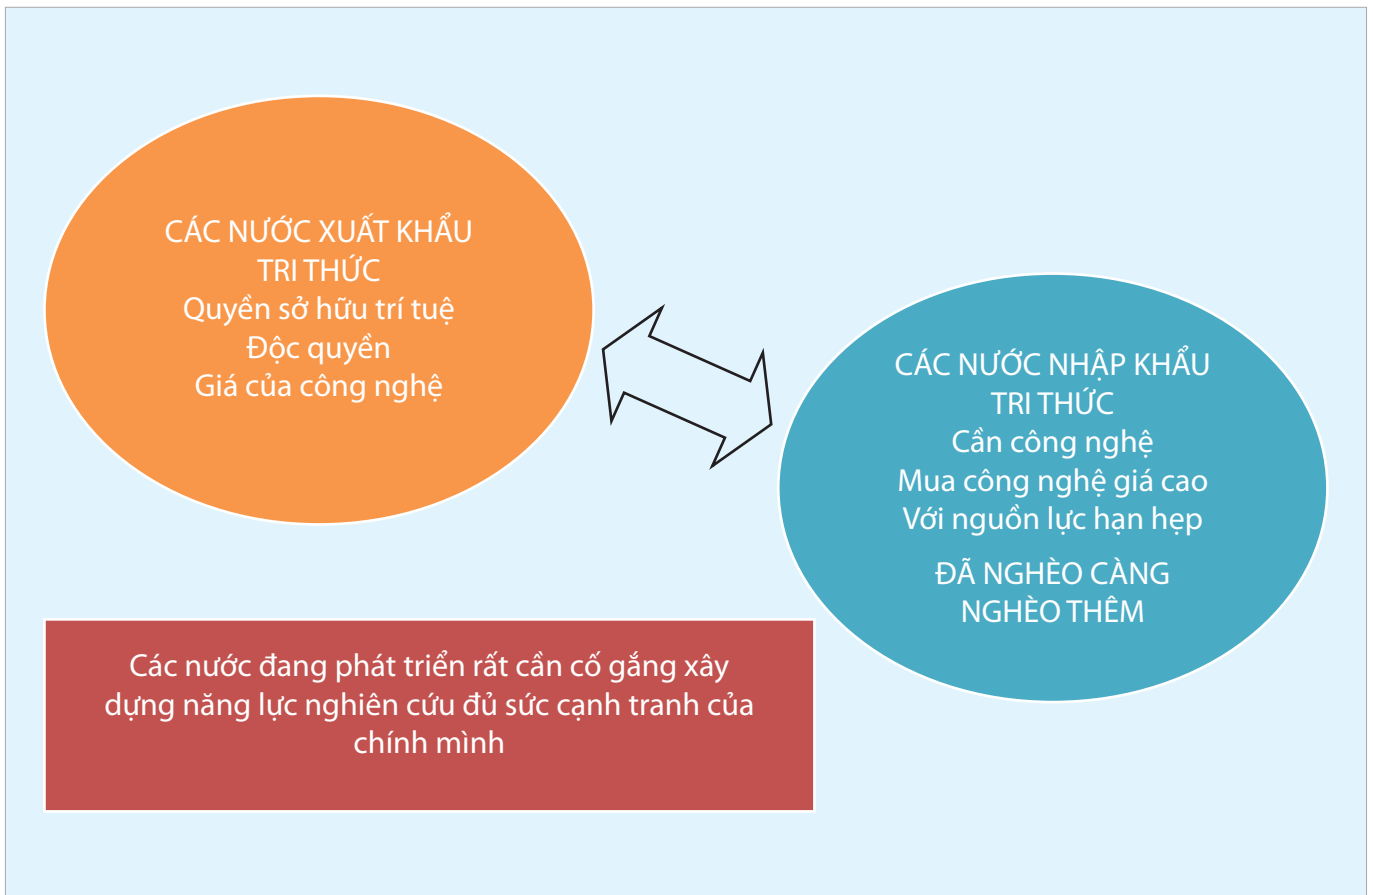 CÁC NƯỚC XUẤT KHẨU
TRI THỨC
Quyền sở hữu trí tuệ
Độc quyền
Giá của công nghệ
CÁC NƯỚC NHẬP KHẨU
TRI THỨC
Cần công nghệ
Mua công nghệ giá cao
Với nguồn lực hạn hẹp
ĐÃ NGHÈO CÀNG
NGHÈO THÊM
Các nước đang phát triển rất cần cố gắng xây
dựng năng lực nghiên cứu đủ sức cạnh tranh của
chính mình